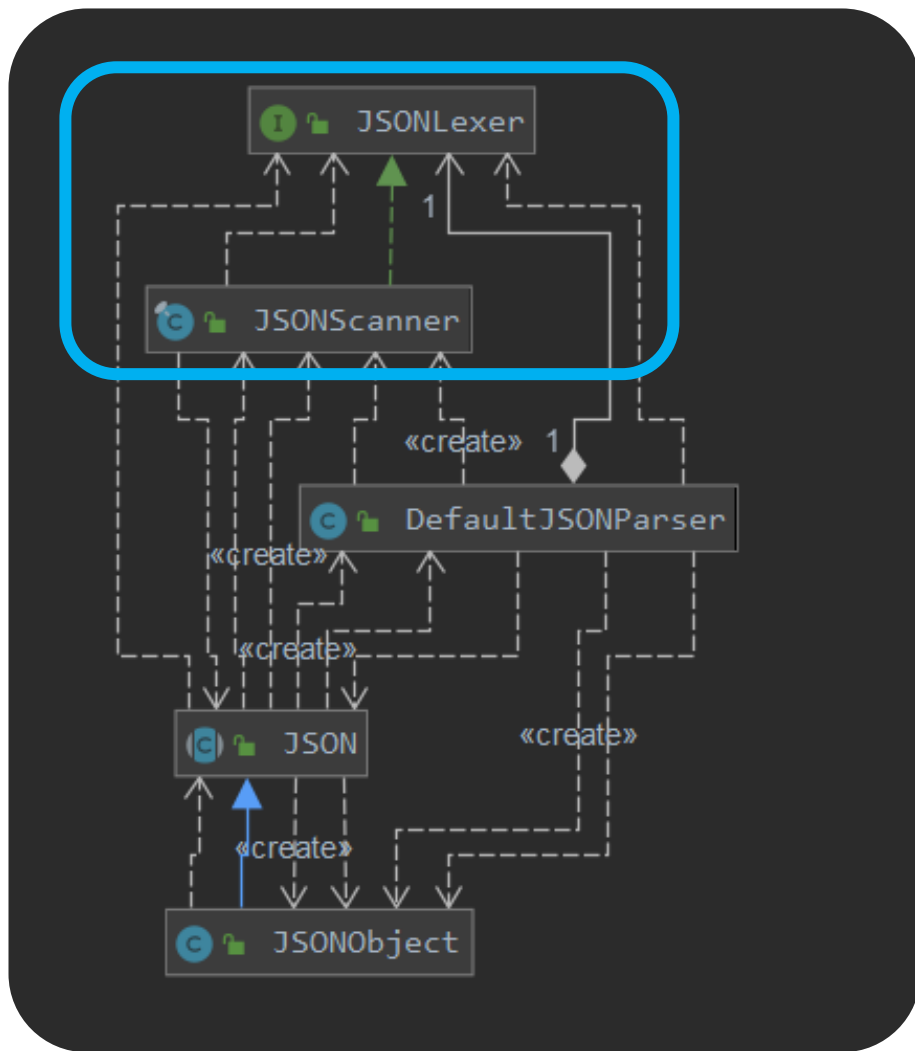 I JSONLexer
1
C JSONScanner
«create» 1
C DefaultJSONParser
«create»
«create»
C JSON
«create»
«create»
C JSONObject